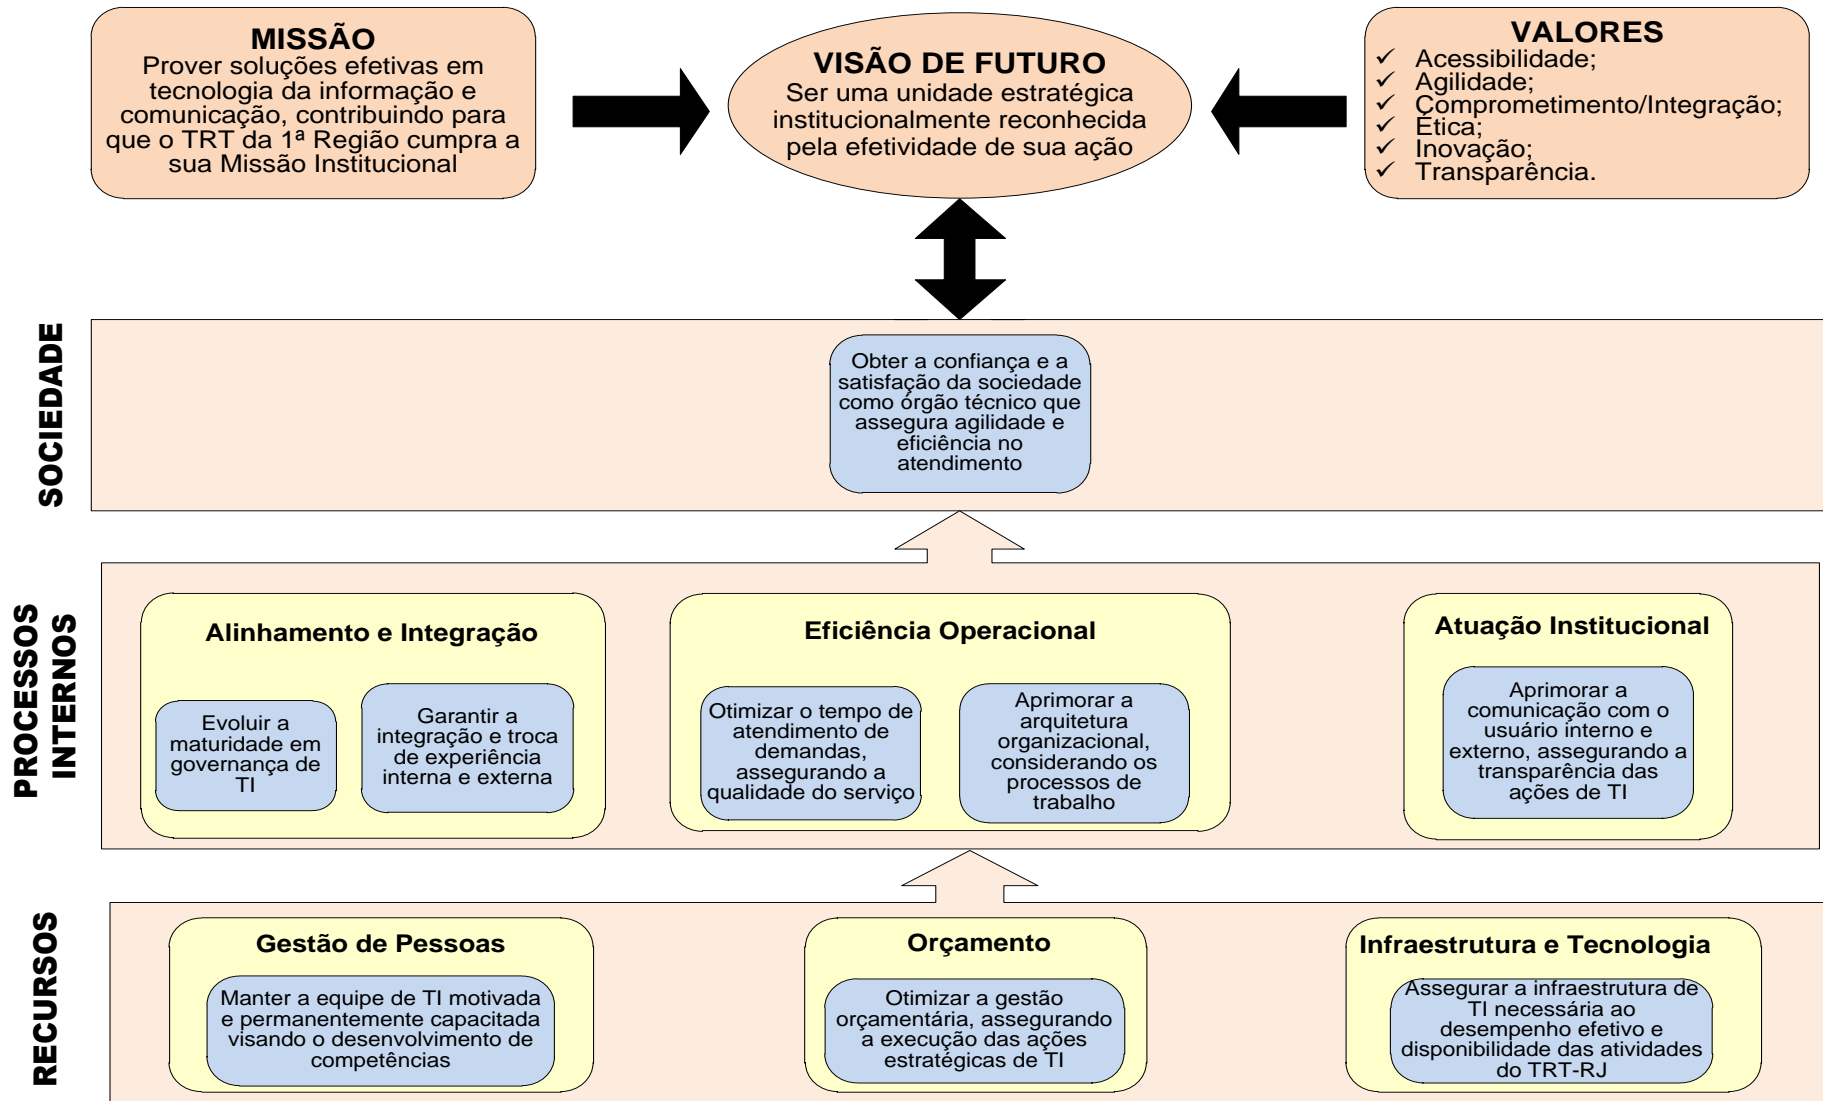 MISSÃO
Prover soluções efetivas em
tecnologia da informação e
comunicação, contribuindo para
que o TRT da 1ª Região cumpra a
sua Missão Institucional
VISÃO DE FUTURO
Ser uma unidade estratégica
institucionalmente reconhecida
pela efetividade de sua ação
VALORES
✓ Acessibilidade;
✓ Agilidade;
✓ Comprometimento/Integração;
✓ Ética;
✓ Inovação;
✓ Transparência.
SOCIEDADE
Obter a confiança e a
satisfação da sociedade
como órgão técnico que
assegura agilidade e
eficiência no
atendimento
PROCESSOS
INTERNOS
Alinhamento e Integração
Evoluir a
maturidade em
governança de
TI
Garantir a
integração e troca
de experiência
interna e externa
Eficiência Operacional
Otimizar o tempo de
atendimento de
demandas,
assegurando a
qualidade do serviço
Aprimorar a
arquitetura
organizacional,
considerando os
processos de
trabalho
Atuação Institucional
Aprimorar a
comunicação com o
usuário interno e
externo, assegurando a
transparência das
ações de TI
RECURSOS
Gestão de Pessoas
Manter a equipe de TI motivada
e permanentemente capacitada
visando o desenvolvimento de
competências
Orçamento
Otimizar a gestão
orçamentária, assegurando
a execução das ações
estratégicas de TI
Infraestrutura e Tecnologia
Assegurar a infraestrutura de
TI necessária ao
desempenho efetivo e
disponibilidade das atividades
do TRT-RJ